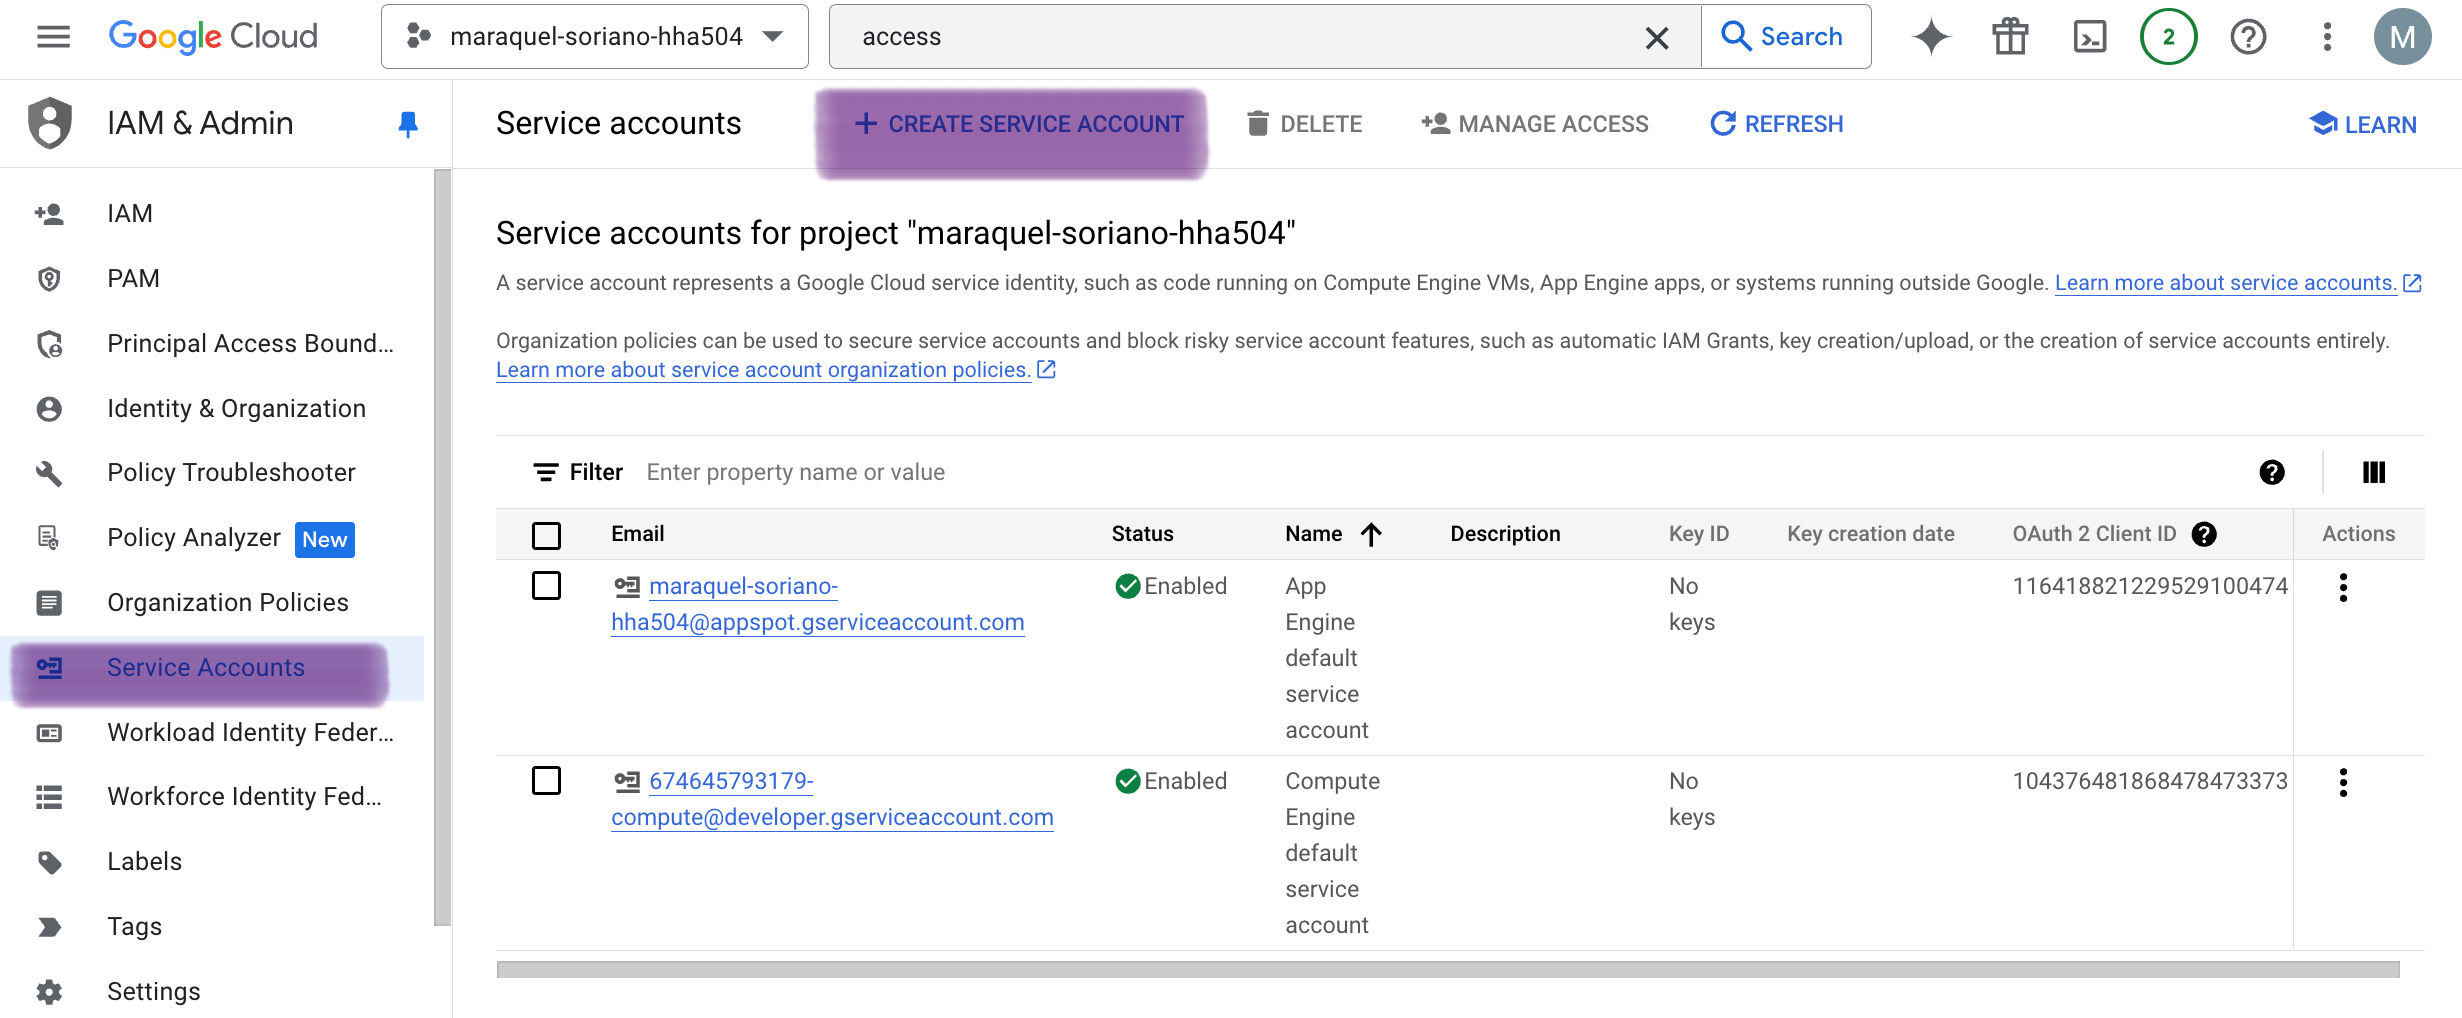 Google Cloud
maraquel-soriano-hha504
access
Search
2
M
IAM & Admin
Service accounts
CREATE SERVICE ACCOUNT
DELETE
MANAGE ACCESS
REFRESH
LEARN
IAM
PAM
Principal Access Bound...
Identity & Organization
Policy Troubleshooter
Policy Analyzer New
Organization Policies
Service Accounts
Workload Identity Feder...
Workforce Identity Fed...
Labels
Tags
Settings
Service accounts for project "maraquel-soriano-hha504"
A service account represents a Google Cloud service identity, such as code running on Compute Engine VMs, App Engine apps, or systems running outside Google. Learn more about service accounts.
Organization policies can be used to secure service accounts and block risky service account features, such as automatic IAM Grants, key creation/upload, or the creation of service accounts entirely.
Learn more about service account organization policies.
Filter Enter property name or value
Email Status Name Description Key ID Key creation date OAuth 2 Client ID Actions
maraquel-soriano- Enabled App No 116418821229529100474
hha504@appspot.gserviceaccount.com Engine keys
default
service
account
674645793179- Enabled Compute No 104376481868478473373
compute@developer.gserviceaccount.com Engine keys
default
service
account